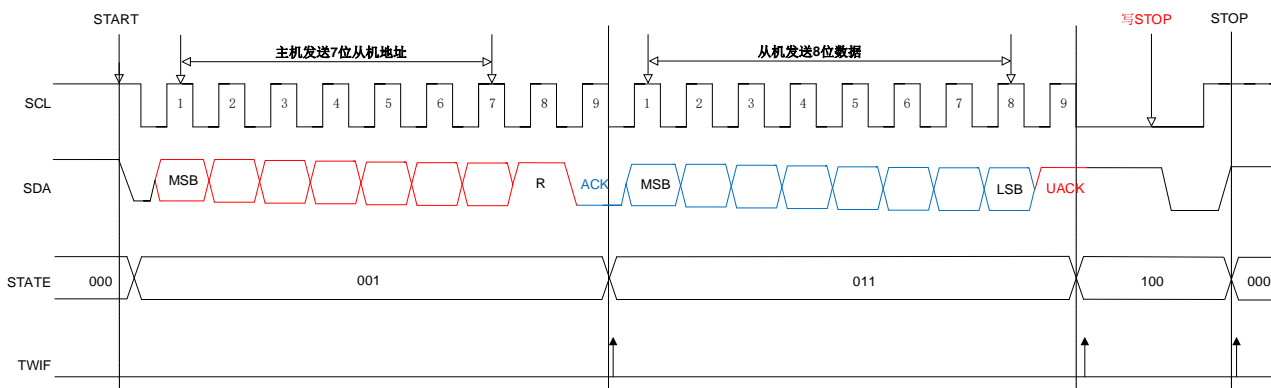 START
写STOP
STOP
主机发送7位从机地址
从机发送8位数据
SCL
1 2 3 4 5 6 7 8 9 1 2 3 4 5 6 7 8 9
SDA
MSB R ACK MSB LSB UACK
STATE
000 001 011 100 000
TWIF